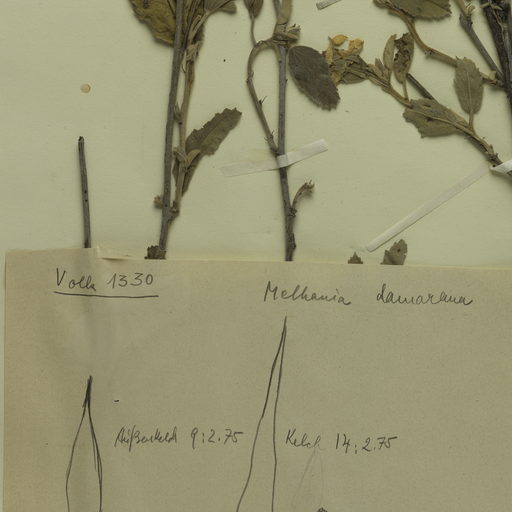 Volk 1330
Melhania damarana
Außenkelch 9:2.75
Kelch 14:2.75